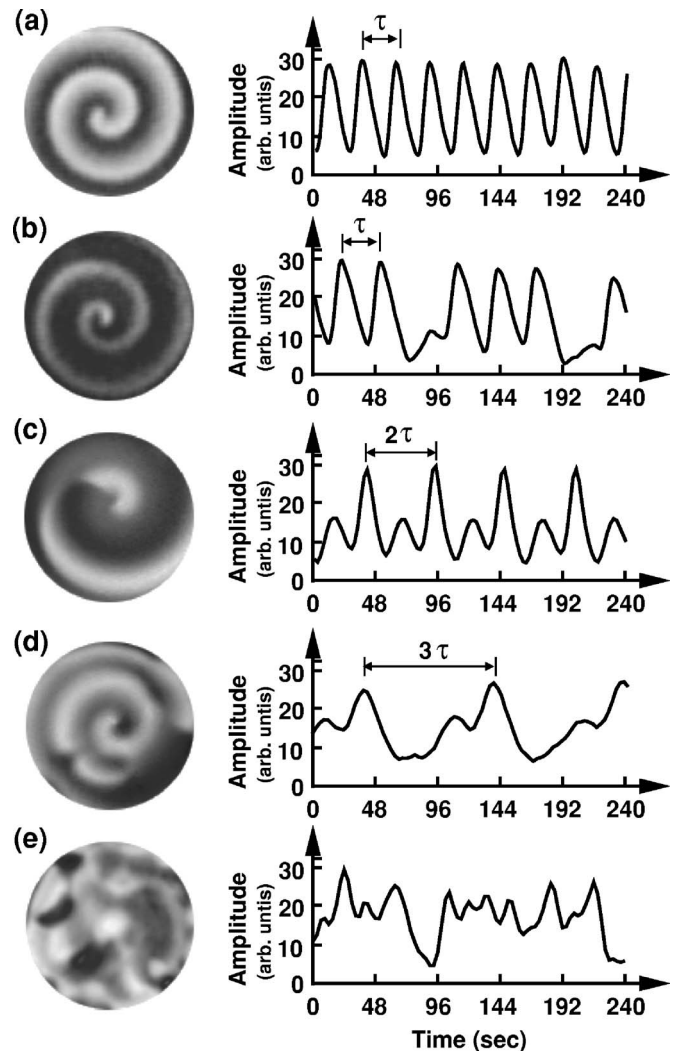 (a)
τ
Amplitude
(arb. untis)
30
20
10
0
0 48 96 144 192 240
(b)
τ
Amplitude
(arb. untis)
30
20
10
0
0 48 96 144 192 240
(c)
2τ
Amplitude
(arb. untis)
30
20
10
0
0 48 96 144 192 240
(d)
3τ
Amplitude
(arb. untis)
30
20
10
0
0 48 96 144 192 240
(e)
Amplitude
(arb. untis)
30
20
10
0
0 48 96 144 192 240
Time (sec)